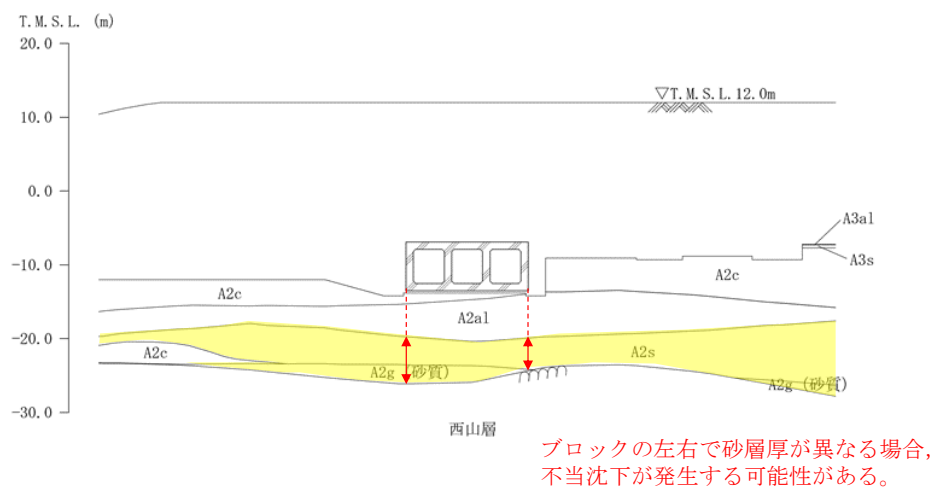 T.M.S.L. (m)
20.0
▽T.M.S.L.12.0m
10.0
0.0
A3al
A3s
-10.0
A2c
A2c
A2al
-20.0
A2c
A2s
A2g(砂質)
A2g(砂質)
-30.0
西山層
ブロックの左右で砂層厚が異なる場合,
不当沈下が発生する可能性がある。